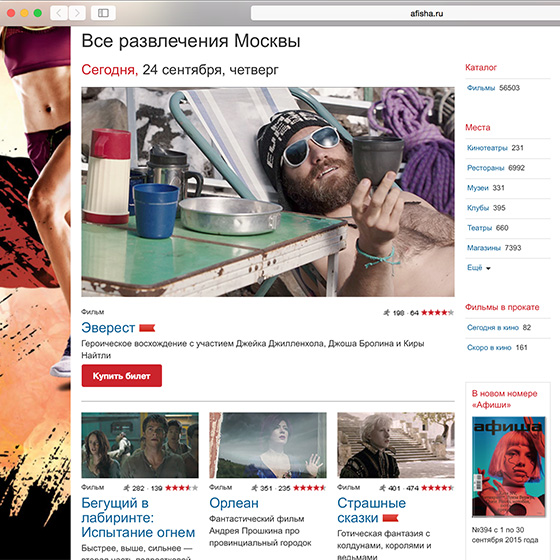 afisha.ru
Все развлечения Москвы
Сегодня, 24 сентября, четверг
Фильм
198 · 64
Эверест
Героическое восхождение с участием Джейка Джилленхола, Джоша Бролина и Киры
Найтли
Купить билет
Фильм
282 · 139
Бегущий в
лабиринте:
Испытание огнем
Быстрее, выше, сильнее —
Фильм
351 · 235
Орлеан
Фантастический фильм
Андрея Прошкина про
провинциальный городок
Фильм
401 · 474
Страшные
сказки
Готическая фантазия с
колдунами, королями и
ведьмами
Каталог
Фильмы 56503
Места
Кинотеатры 231
Рестораны 6992
Музеи 331
Клубы 395
Театры 660
Магазины 7393
Ещё
Фильмы в прокате
Сегодня в кино 82
Скоро в кино 161
В новом номере
«Афиши»
афиша
№394 с 1 по 30
сентября 2015 года